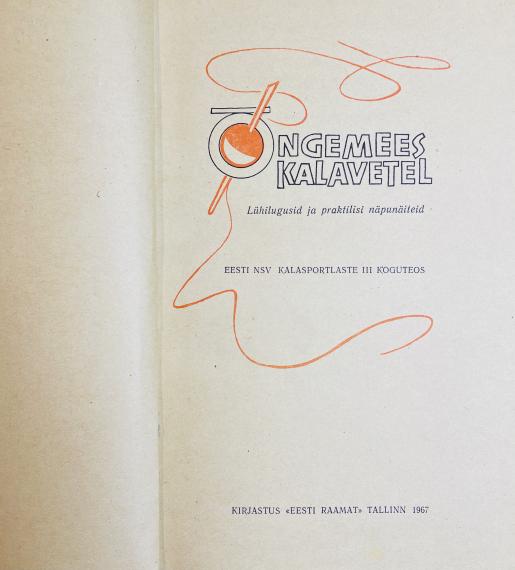 ÕNGEMEES
KALAVETEL
Lühilugusid ja praktilisi näpunäiteid
EESTI NSV KALASPORTLASTE III KOGUTEOS
KIRJASTUS «EESTI RAAMAT» TALLINN 1967